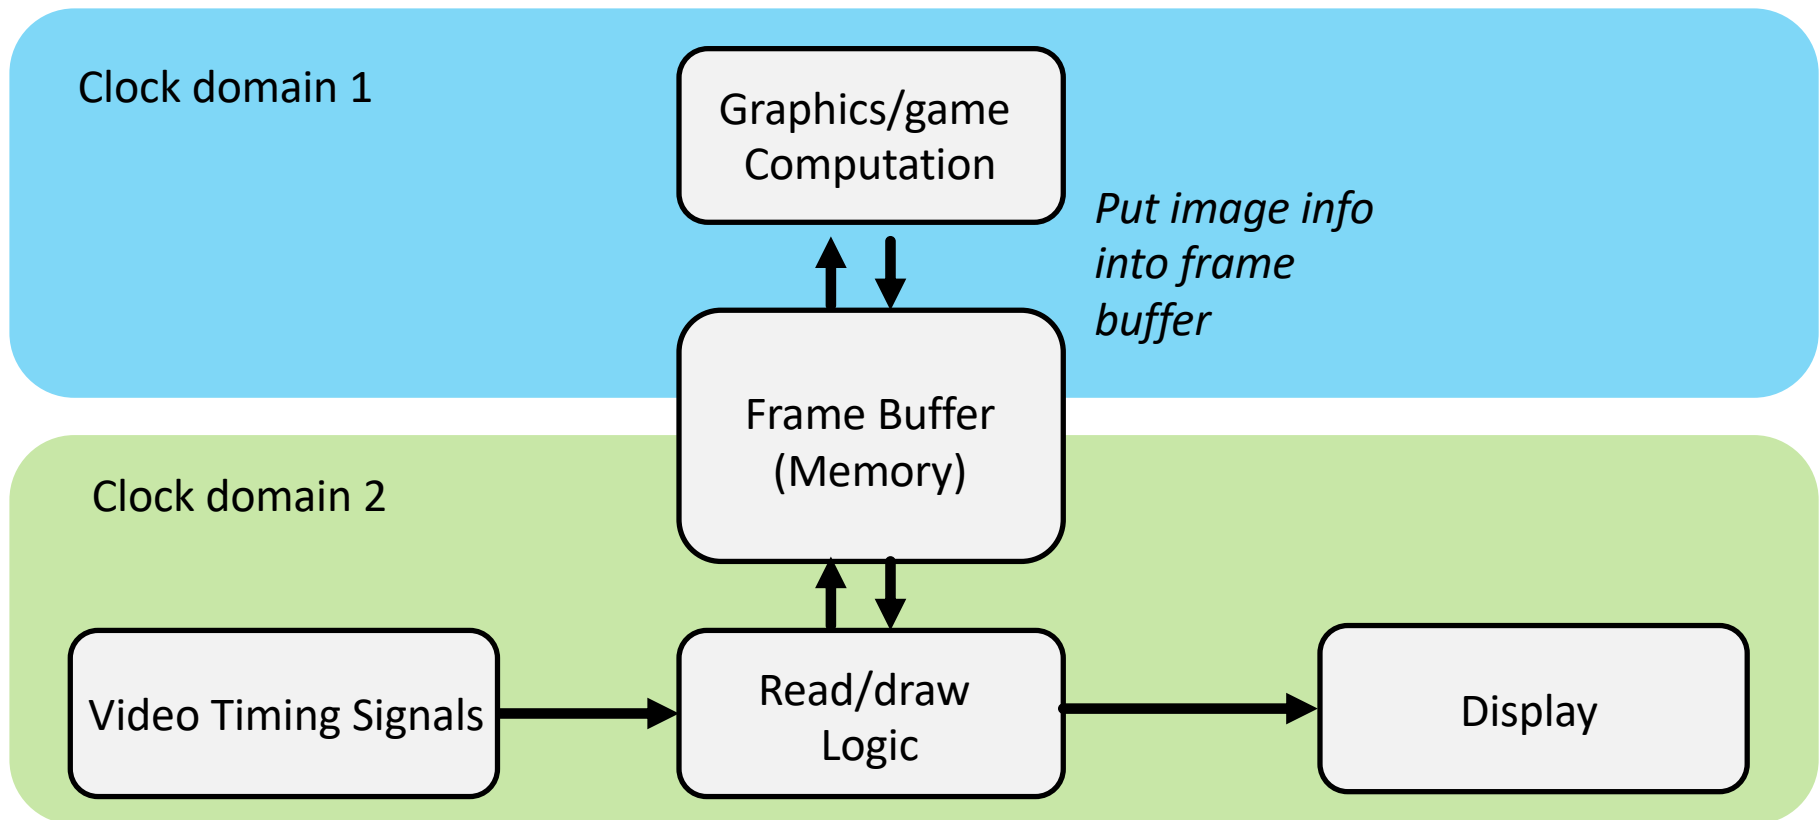 Clock domain 1
Graphics/game
Computation
Put image info
into frame
buffer
Frame Buffer
(Memory)
Clock domain 2
Video Timing Signals
Read/draw
Logic
Display